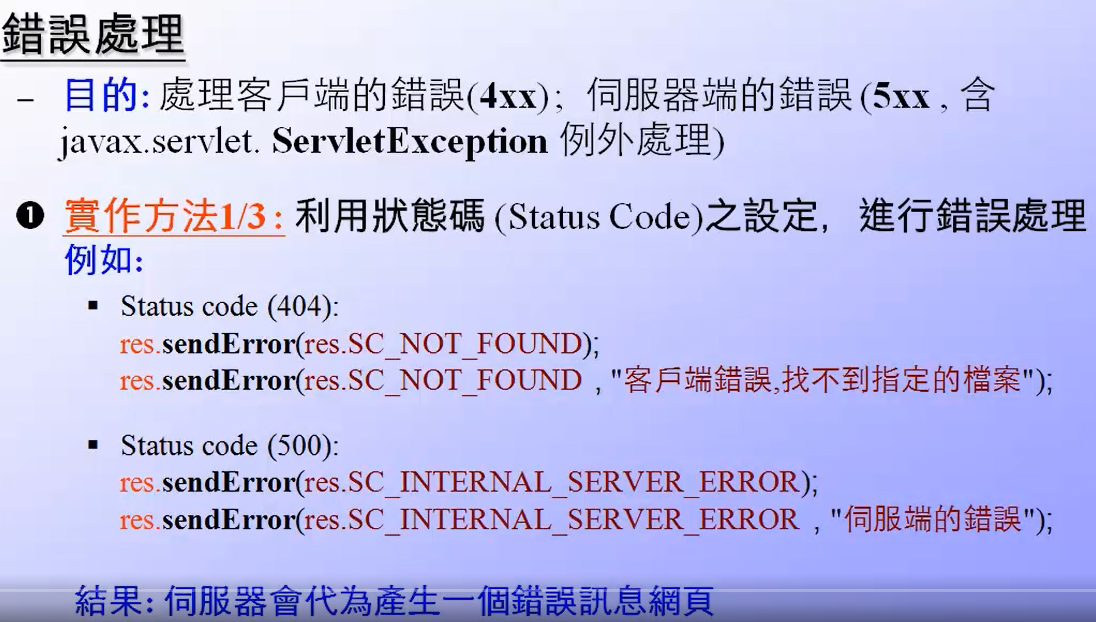 錯誤處理
– 目的: 處理客戶端的錯誤(4xx)；伺服器端的錯誤(5xx , 含
javax.servlet. ServletException 例外處理)
❶ 實作方法1/3 : 利用狀態碼 (Status Code)之設定， 進行錯誤處理
例如:
▪ Status code (404):
res.sendError(res.SC_NOT_FOUND);
res.sendError(res.SC_NOT_FOUND , "客戶端錯誤,找不到指定的檔案");
▪ Status code (500):
res.sendError(res.SC_INTERNAL_SERVER_ERROR);
res.sendError(res.SC_INTERNAL_SERVER_ERROR , "伺服端的錯誤");
結果: 伺服器會代為產生一個錯誤訊息網頁